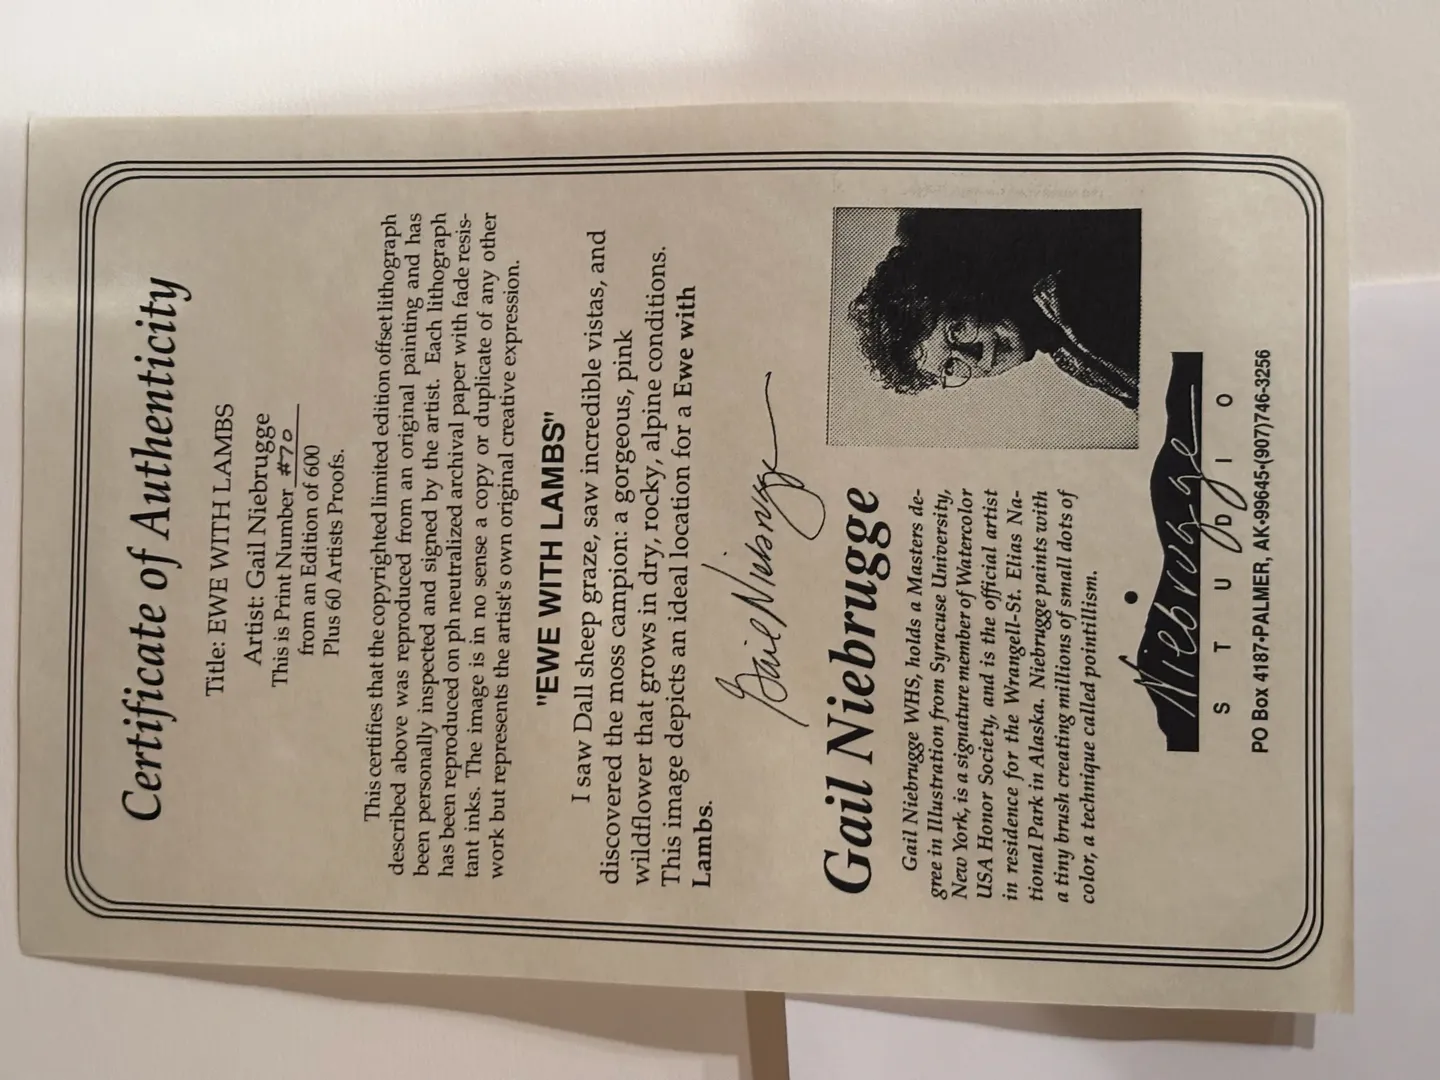 Certificate of Authenticity
Title: EWE WITH LAMBS
Artist: Gail Niebrugge
This is Print Number #70
from an Edition of 600
Plus 60 Artists Proofs.
This certifies that the copyrighted limited edition offset lithograph
described above was reproduced from an original painting and has
been personally inspected and signed by the artist. Each lithograph
has been reproduced on ph neutralized archival paper with fade resis-
tant inks. The image is in no sense a copy or duplicate of any other
work but represents the artist's own original creative expression.
"EWE WITH LAMBS"
I saw Dall sheep graze, saw incredible vistas, and
discovered the moss campion: a gorgeous, pink
wildflower that grows in dry, rocky, alpine conditions.
This image depicts an ideal location for a Ewe with
Lambs.
Gail Niebrugge
Gail Niebrugge
Gail Niebrugge WHS, holds a Masters de-
gree in Illustration from Syracuse University,
New York, is a signature member of Watercolor
USA Honor Society, and is the official artist
in residence for the Wrangell-St. Elias Na-
tional Park in Alaska. Niebrugge paints with
a tiny brush creating millions of small dots of
color, a technique called pointillism.
Niebrugge
STUDIO
PO Box 4187•PALMER, AK•99645•(907)746-3256